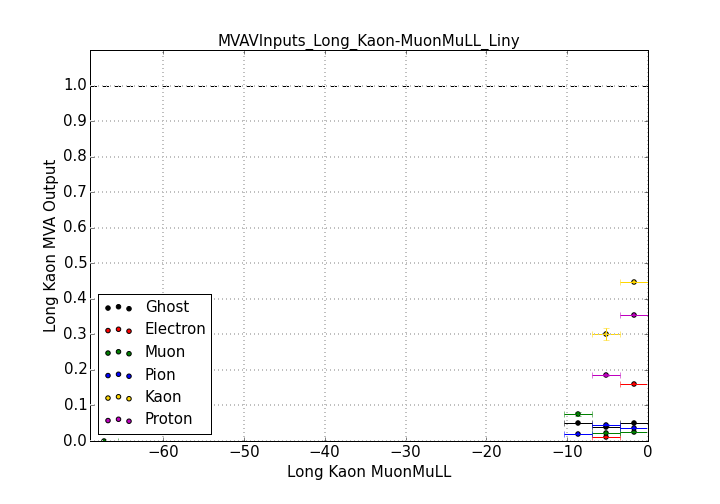 MVAVInputs_Long_Kaon-MuonMuLL_Liny
1.0
0.9
0.8
0.7
0.6
0.5
0.4
0.3
0.2
0.1
0.0
Long Kaon MVA Output
Ghost
Electron
Muon
Pion
Kaon
Proton
−60 −50 −40 −30 −20 −10 0
Long Kaon MuonMuLL